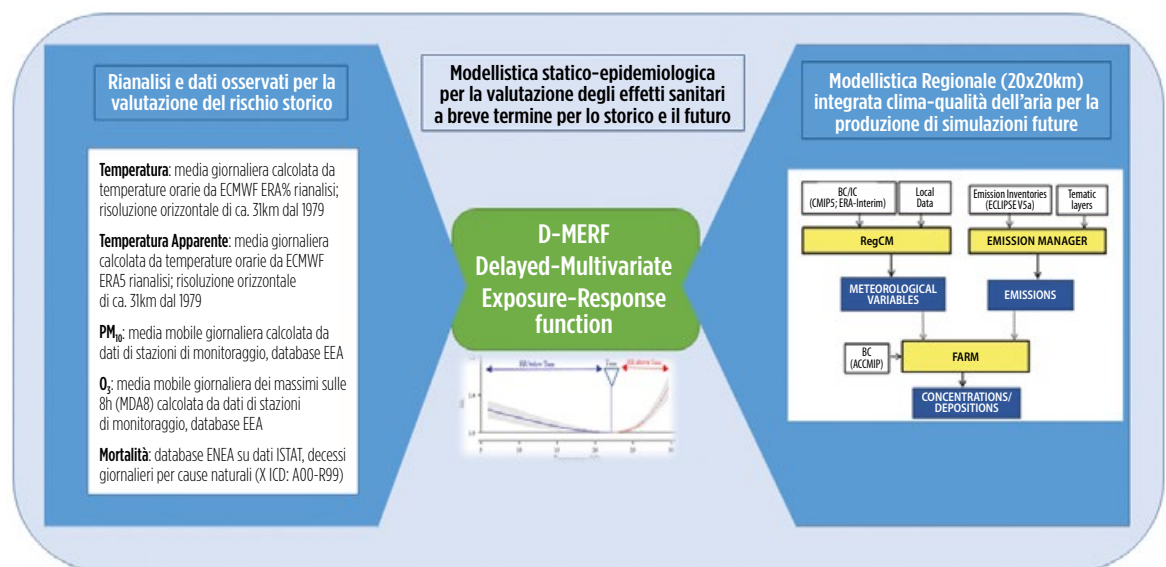 Rianalisi e dati osservati per la
valutazione del rischio storico
Temperatura: media giornaliera calcolata da
temperature orarie da ECMWF ERA% rianalisi;
risoluzione orizzontale di ca. 31km dal 1979
Temperatura Apparente: media giornaliera
calcolata da temperature orarie da ECMWF
ERA5 rianalisi; risoluzione orizzontale
di ca. 31km dal 1979
PM₁₀: media mobile giornaliera calcolata da
dati di stazioni di monitoraggio, database EEA
O₃: media mobile giornaliera dei massimi sulle
8h (MDA8) calcolata da dati di stazioni
di monitoraggio, database EEA
Mortalità: database ENEA su dati ISTAT, decessi
giornalieri per cause naturali (X ICD: A00-R99)
Modellistica statico-epidemiologica
per la valutazione degli effetti sanitari
a breve termine per lo storico e il futuro
D-MERF
Delayed-Multivariate
Exposure-Response
function
Modellistica Regionale (20x20km)
integrata clima-qualità dell'aria per la
produzione di simulazioni future
BC/IC
(CMIP5; ERA-Interim)
Local
Data
Emission Inventories
(ECLIPSE V5a)
Tematic
layers
RegCM
EMISSION MANAGER
METEOROLOGICAL
VARIABLES
EMISSIONS
BC
(ACCMIP)
FARM
CONCENTRATIONS/
DEPOSITIONS